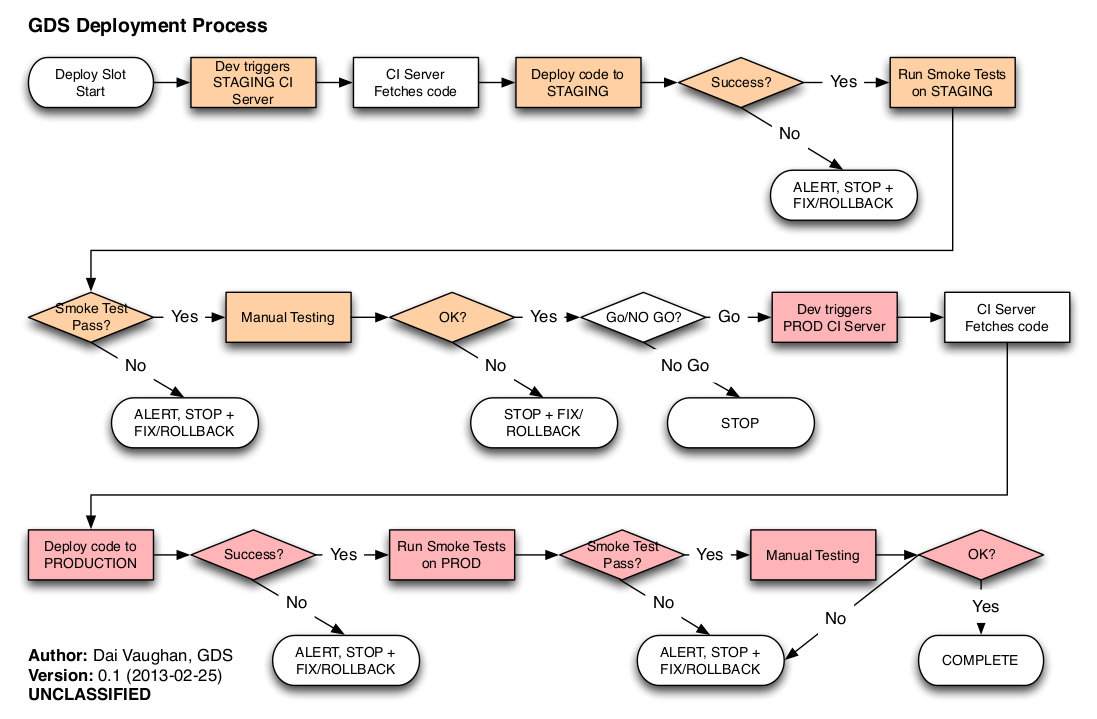 GDS Deployment Process
Deploy Slot
Start
Dev triggers
STAGING CI
Server
CI Server
Fetches code
Deploy code to
STAGING
Success?
Yes
Run Smoke Tests
on STAGING
No
ALERT, STOP +
FIX/ROLLBACK
Smoke Test
Pass?
Yes
Manual Testing
OK?
Yes
Go/NO GO?
Go
Dev triggers
PROD CI Server
CI Server
Fetches code
No
No
No Go
ALERT, STOP +
FIX/ROLLBACK
STOP + FIX/
ROLLBACK
STOP
Deploy code to
PRODUCTION
Success?
Yes
Run Smoke Tests
on PROD
Smoke Test
Pass?
Yes
Manual Testing
OK?
No
No
No
Yes
ALERT, STOP +
FIX/ROLLBACK
ALERT, STOP +
FIX/ROLLBACK
COMPLETE
Author: Dai Vaughan, GDS
Version: 0.1 (2013-02-25)
UNCLASSIFIED